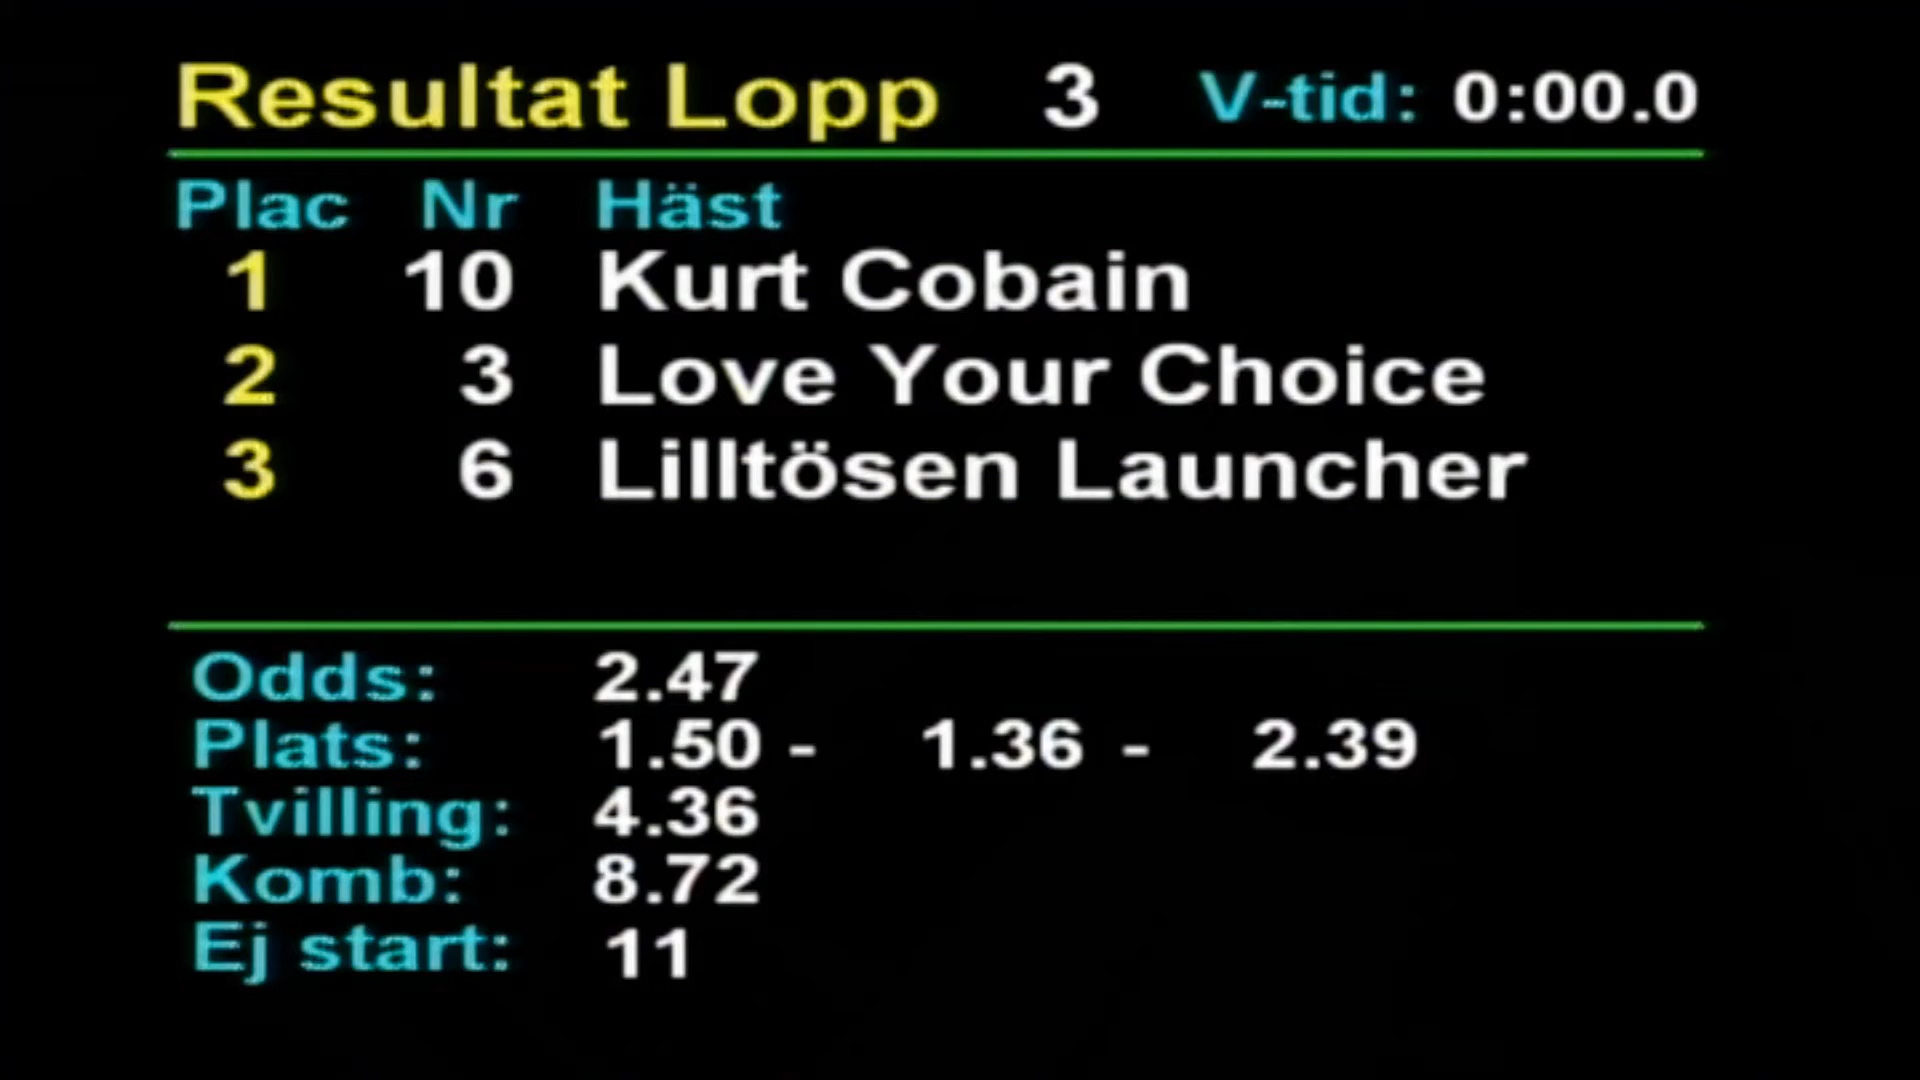 Resultat Lopp 3 V-tid: 0:00.0
Plac Nr Häst
1 10 Kurt Cobain
2 3 Love Your Choice
3 6 Lilltösen Launcher
Odds: 2.47
Plats: 1.50 - 1.36 - 2.39
Tvilling: 4.36
Komb: 8.72
Ej start: 11